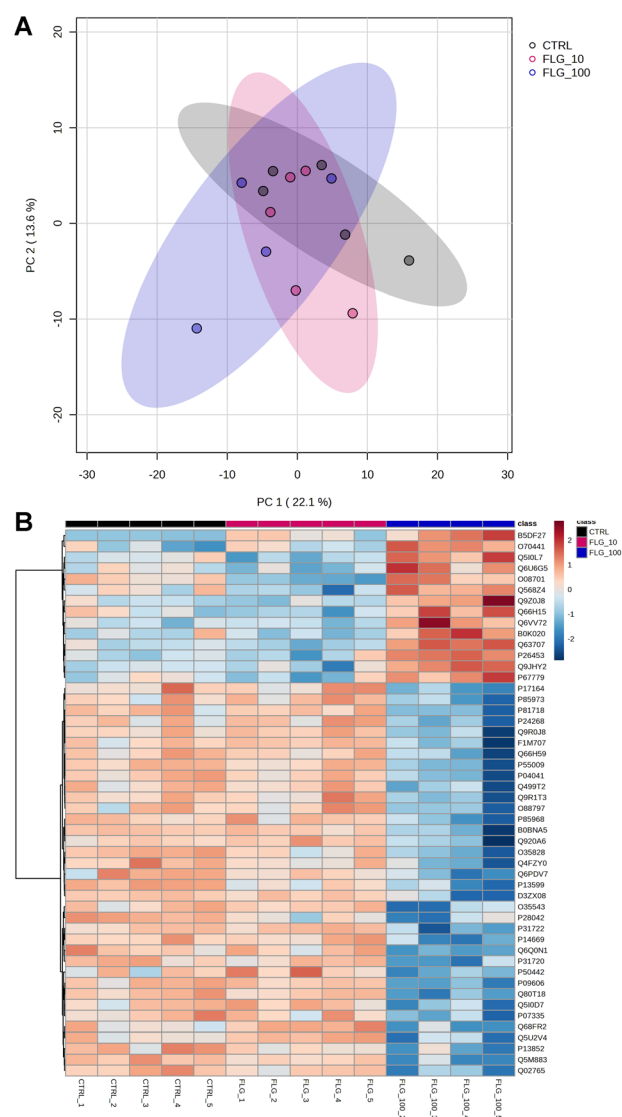 A
CTRL
FLG_10
FLG_100
20
10
0
-10
-20
PC 2 ( 13.6 %)
-30
-20
-10
0
10
20
30
PC 1 ( 22.1 %)
B
class
class
CTRL
FLG_10
FLG_100
2
1
0
-1
-2
B5DF27
O70441
Q5I0L7
Q6U6G5
O08701
Q568Z4
Q9Z0J8
Q66H15
Q6VV72
B0K020
Q63707
P26453
Q9JHY2
P67779
P17164
P85973
P81718
P24268
Q9R0J8
F1M707
Q66H59
P55009
P04041
Q499T2
Q9R1T3
O88797
P85968
B0BNA5
Q920A6
O35828
Q4FZY0
Q6PDV7
P13599
D3ZX08
O35543
P28042
P31722
P14669
Q6Q0N1
P31720
P50442
P09606
Q80T18
Q5I0D7
P07335
Q68FR2
Q5U2V4
P13852
Q5M883
Q02765
CTRL_1
CTRL_2
CTRL_3
CTRL_4
CTRL_5
FLG_1
FLG_2
FLG_3
FLG_4
FLG_5
FLG_100_
FLG_100_
FLG_100_
FLG_100_